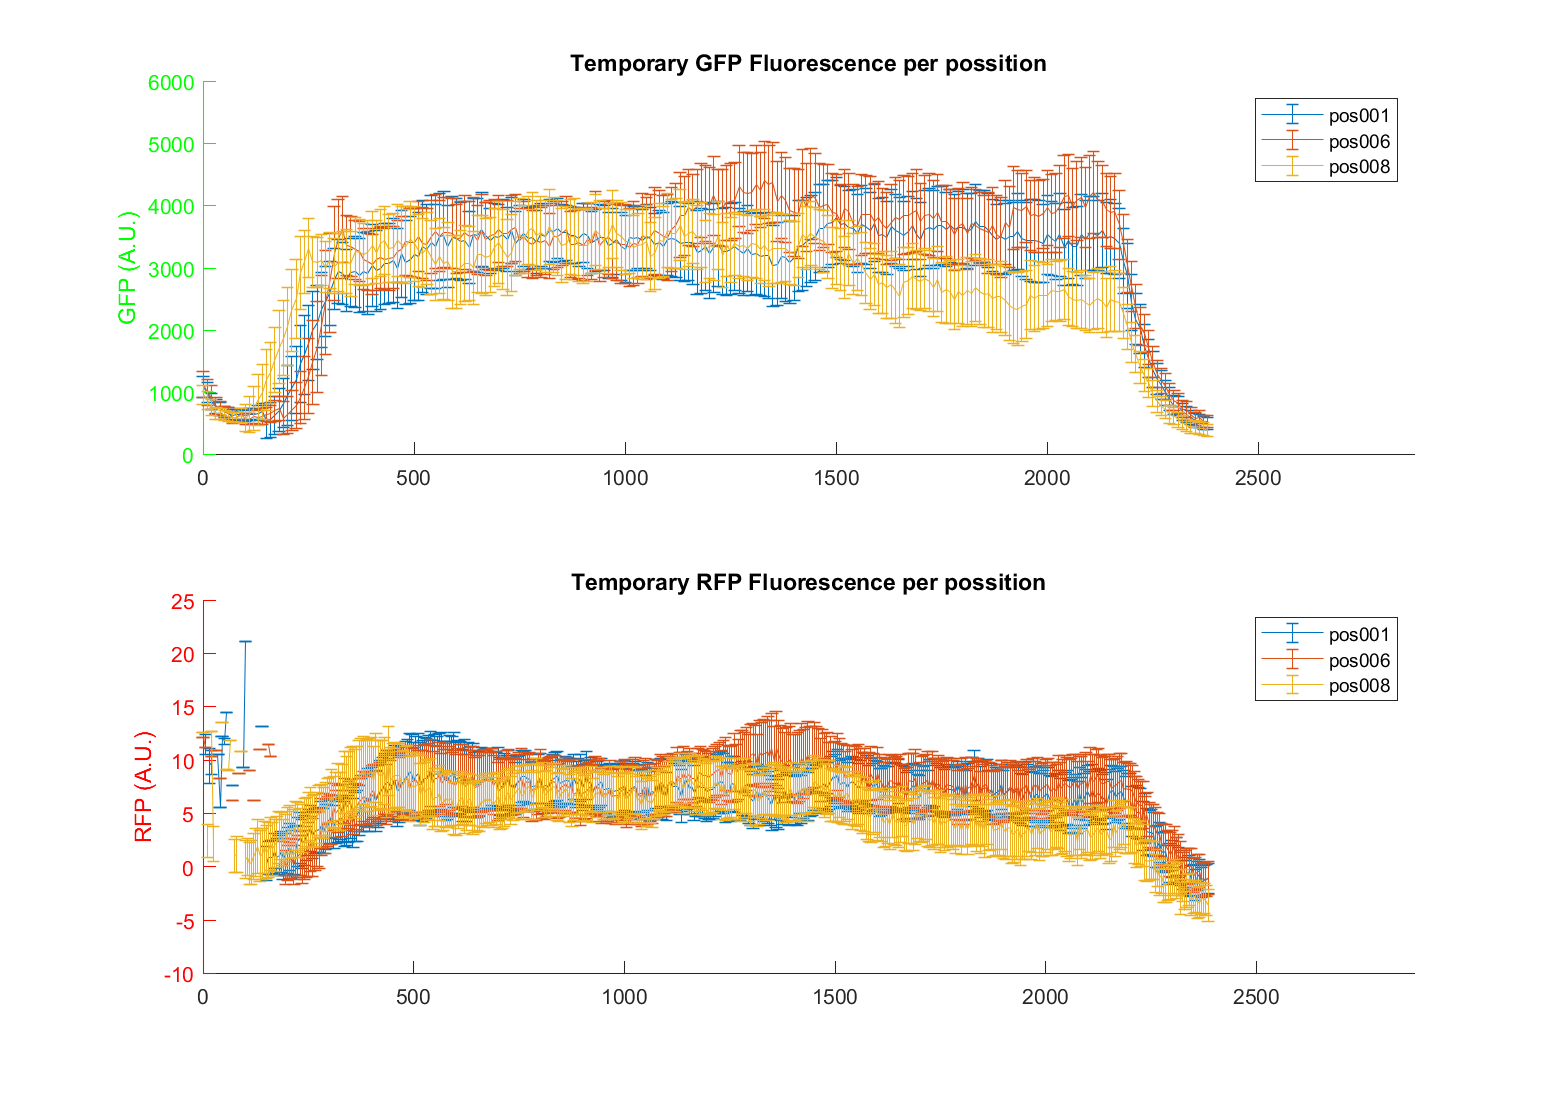 Temporary GFP Fluorescence per possition
GFP (A.U.)
6000
5000
4000
3000
2000
1000
0
pos001
pos006
pos008
0 500 1000 1500 2000 2500
Temporary RFP Fluorescence per possition
RFP (A.U.)
25
20
15
10
5
0
-5
-10
pos001
pos006
pos008
0 500 1000 1500 2000 2500